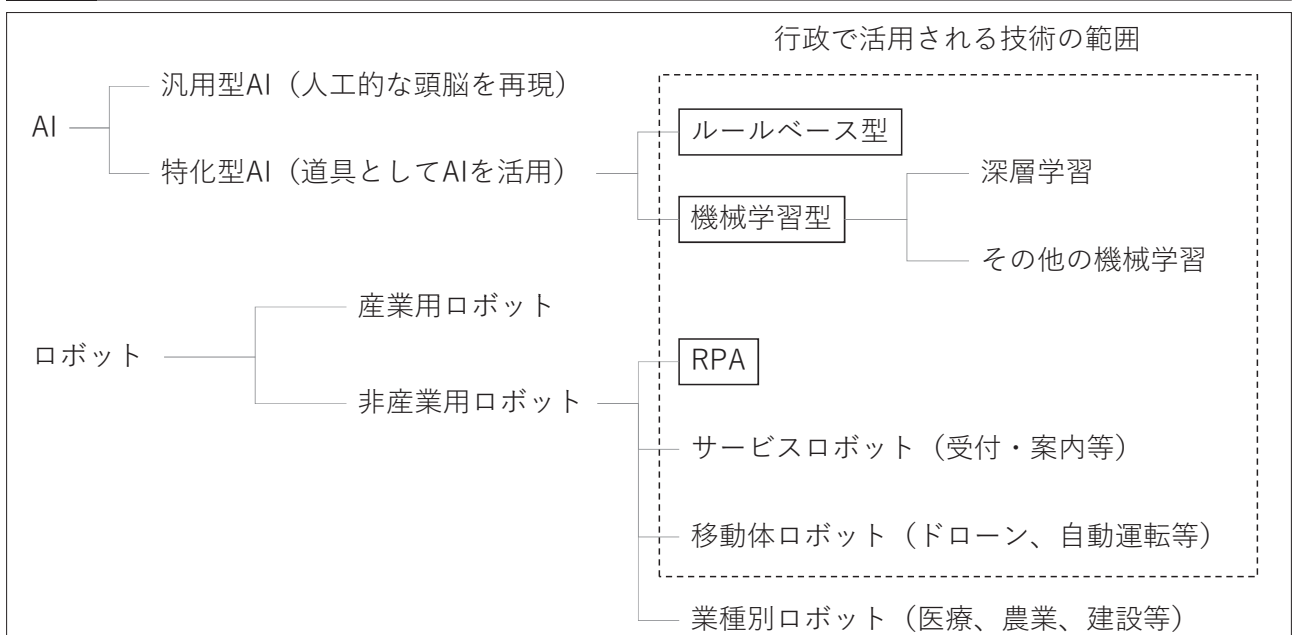 行政で活用される技術の範囲
AI
汎用型AI（人工的な頭脳を再現）
特化型AI（道具としてAIを活用）
ルールベース型
機械学習型
深層学習
その他の機械学習
ロボット
産業用ロボット
非産業用ロボット
RPA
サービスロボット（受付・案内等）
移動体ロボット（ドローン、自動運転等）
業種別ロボット（医療、農業、建設等）